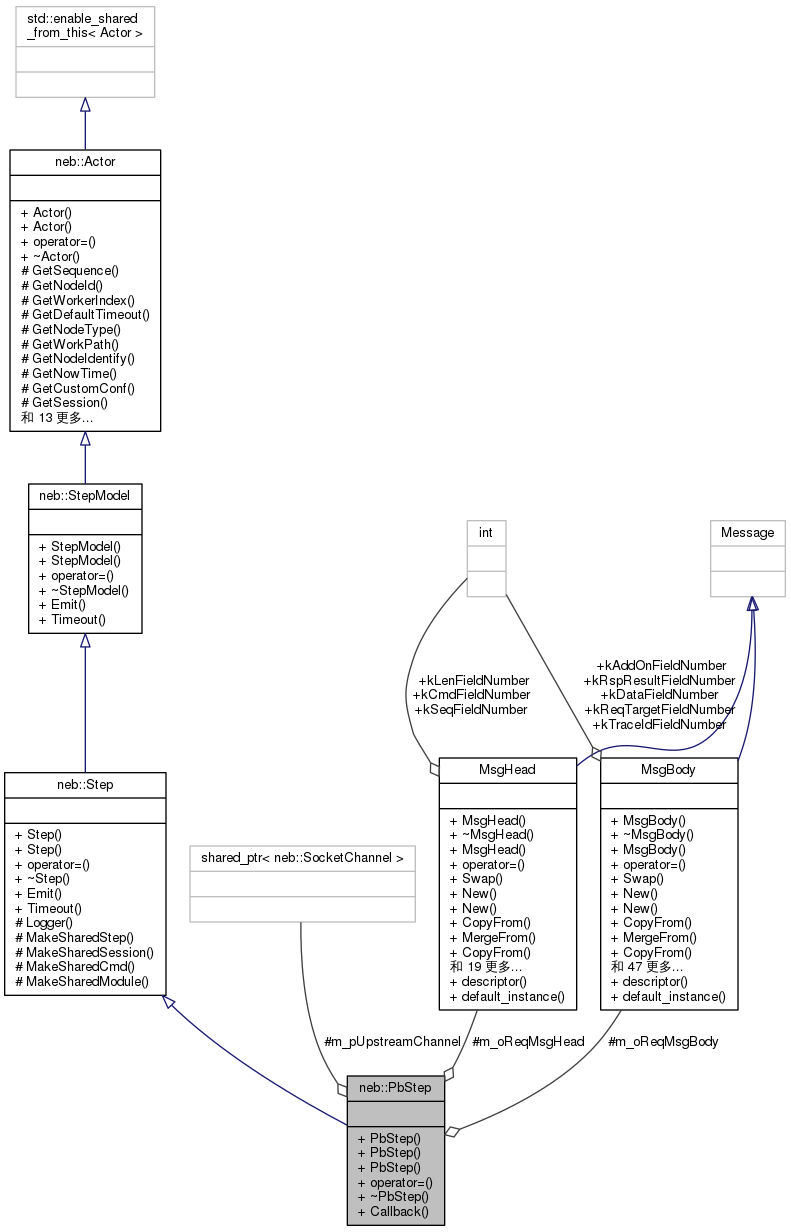 std::enable_shared
_from_this< Actor >
neb::Actor
+ Actor()
+ Actor()
+ operator=()
+ ~Actor()
# GetSequence()
# GetNodeId()
# GetWorkerIndex()
# GetDefaultTimeout()
# GetNodeType()
# GetWorkPath()
# GetNodeIdentify()
# GetNowTime()
# GetCustomConf()
# GetSession()
和 13 更多...
neb::StepModel
+ StepModel()
+ StepModel()
+ operator=()
+ ~StepModel()
+ Emit()
+ Timeout()
int
Message
+kLenFieldNumber
+kCmdFieldNumber
+kSeqFieldNumber
+kAddOnFieldNumber
+kRspResultFieldNumber
+kDataFieldNumber
+kReqTargetFieldNumber
+kTraceIdFieldNumber
neb::Step
+ Step()
+ Step()
+ operator=()
+ ~Step()
+ Emit()
+ Timeout()
# Logger()
# MakeSharedStep()
# MakeSharedSession()
# MakeSharedCmd()
# MakeSharedModule()
shared_ptr< neb::SocketChannel >
MsgHead
+ MsgHead()
+ ~MsgHead()
+ MsgHead()
+ operator=()
+ Swap()
+ New()
+ New()
+ CopyFrom()
+ MergeFrom()
+ CopyFrom()
和 19 更多...
+ descriptor()
+ default_instance()
MsgBody
+ MsgBody()
+ ~MsgBody()
+ MsgBody()
+ operator=()
+ Swap()
+ New()
+ New()
+ CopyFrom()
+ MergeFrom()
+ CopyFrom()
和 47 更多...
+ descriptor()
+ default_instance()
#m_pUpstreamChannel
#m_oReqMsgHead
#m_oReqMsgBody
neb::PbStep
+ PbStep()
+ PbStep()
+ PbStep()
+ operator=()
+ ~PbStep()
+ Callback()